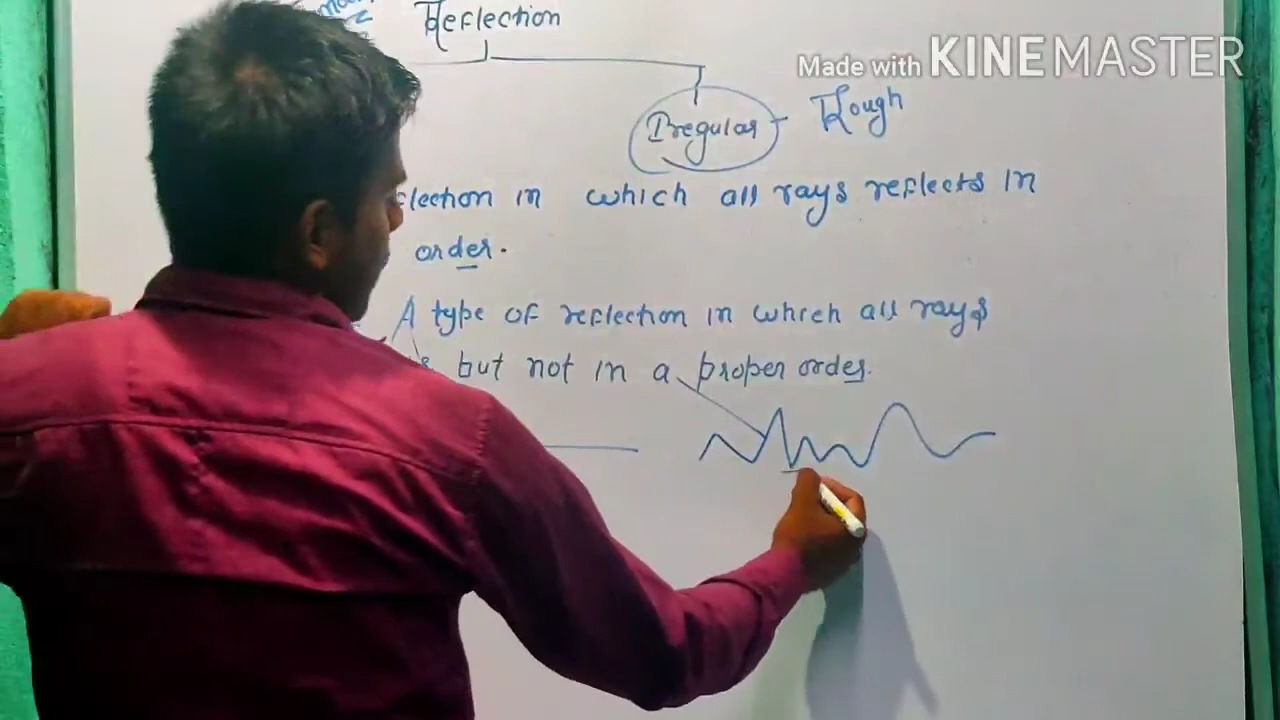 Reflection
Made with KINEMASTER
Irregular - Rough
flection in which all rays reflects in
order.
A type of reflection in which all rays
but not in a proper order.